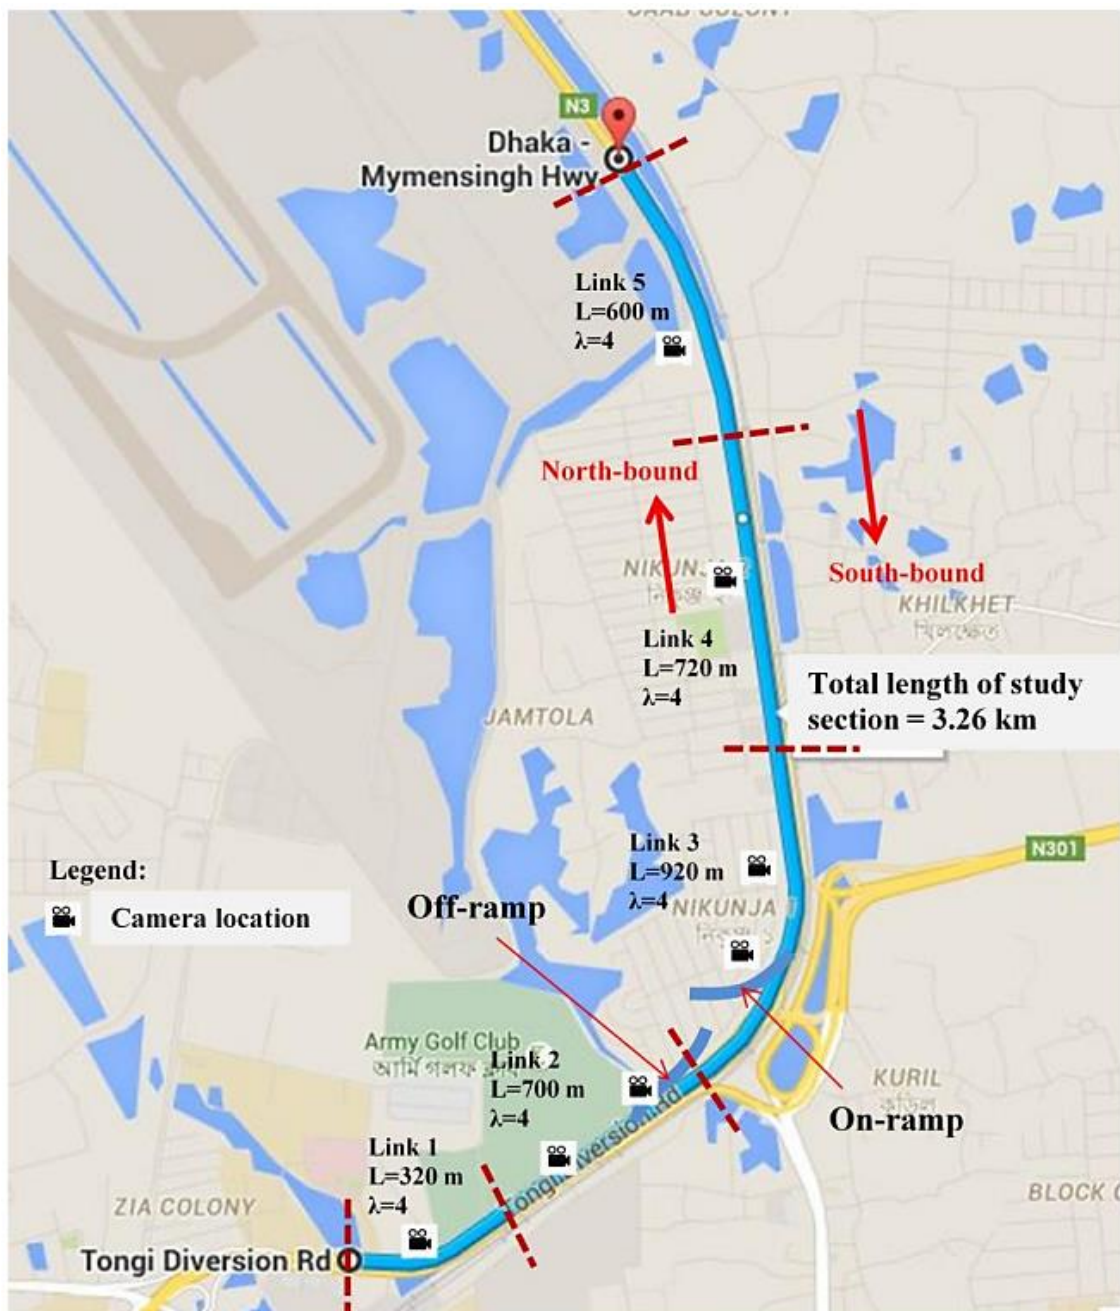 N3
Dhaka -
Mymensingh Hwy
Link 5
L=600 m
λ=4
North-bound
South-bound
KHILKHET
খিলক্ষেত
Link 4
L=720 m
λ=4
Total length of study
section = 3.26 km
JAMTOLA
Link 3
L=920 m
λ=4
N301
Legend:
Camera location
Off-ramp
NIKUNJA
Army Golf Club
আর্মি গলফ
Link 2
L=700 m
λ=4
KURIL
কুড়িল
On-ramp
Link 1
L=320 m
λ=4
ZIA COLONY
BLOCK
Tongi Diversion Rd
Tongi Diversion Rd